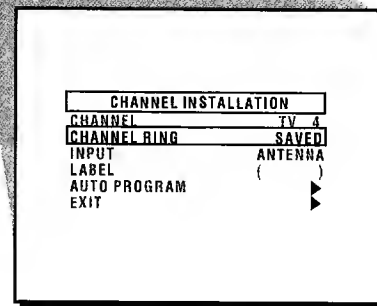 CHANNEL INSTALLATION
CHANNEL TV 4
CHANNEL RING SAVED
INPUT ANTENNA
LABEL ( )
AUTO PROGRAM ▶
EXIT ▶